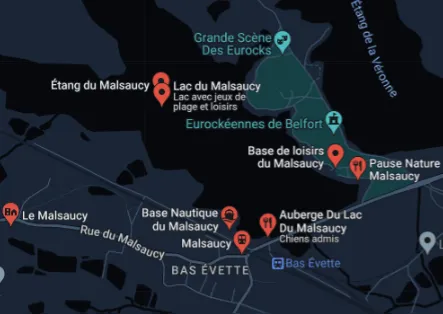 Grande Scène
Des Eurocks
Étang de la Véronne
Étang du Malsaucy
Lac du Malsaucy
Lac avec jeux de
plage et loisirs
Eurockéennes de Belfort
Base de loisirs
du Malsaucy
Pause Nature
Malsaucy
Le Malsaucy
Base Nautique
du Malsaucy
Auberge Du Lac
Du Malsaucy
Chiens admis
Rue du Malsaucy
Malsaucy
BAS ÉVETTE
Bas Évette